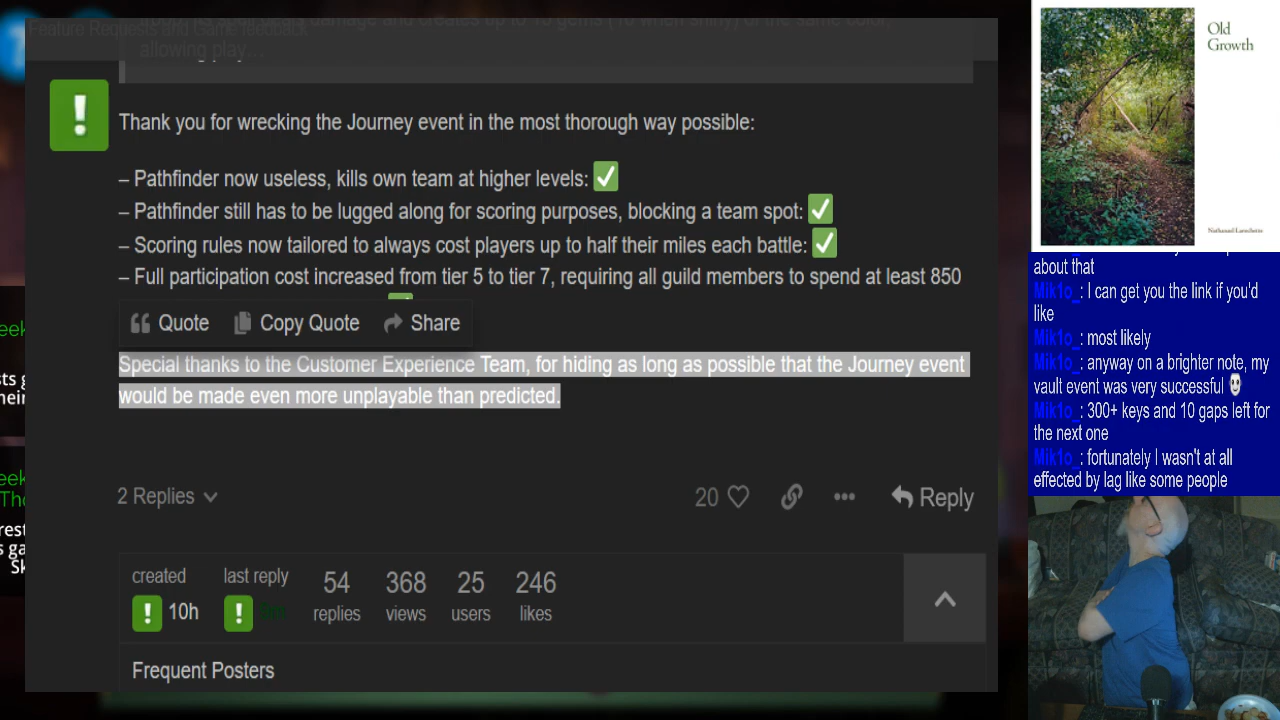 Feature Requests and Game feedback
allowing play…
Thank you for wrecking the Journey event in the most thorough way possible:
– Pathfinder now useless, kills own team at higher levels: ✅
– Pathfinder still has to be lugged along for scoring purposes, blocking a team spot: ✅
– Scoring rules now tailored to always cost players up to half their miles each battle: ✅
– Full participation cost increased from tier 5 to tier 7, requiring all guild members to spend at least 850
Quote Copy Quote Share
Special thanks to the Customer Experience Team, for hiding as long as possible that the Journey event
would be made even more unplayable than predicted.
2 Replies
20
Reply
created last reply 54 368 25 246
10h replies views users likes
Frequent Posters
Old
Growth
about that
Mik1o_: I can get you the link if you'd
like
Mik1o_: most likely
Mik1o_: anyway on a brighter note, my
vault event was very successful
Mik1o_: 300+ keys and 10 gaps left for
the next one
Mik1o_: fortunately I wasn't at all
effected by lag like some people